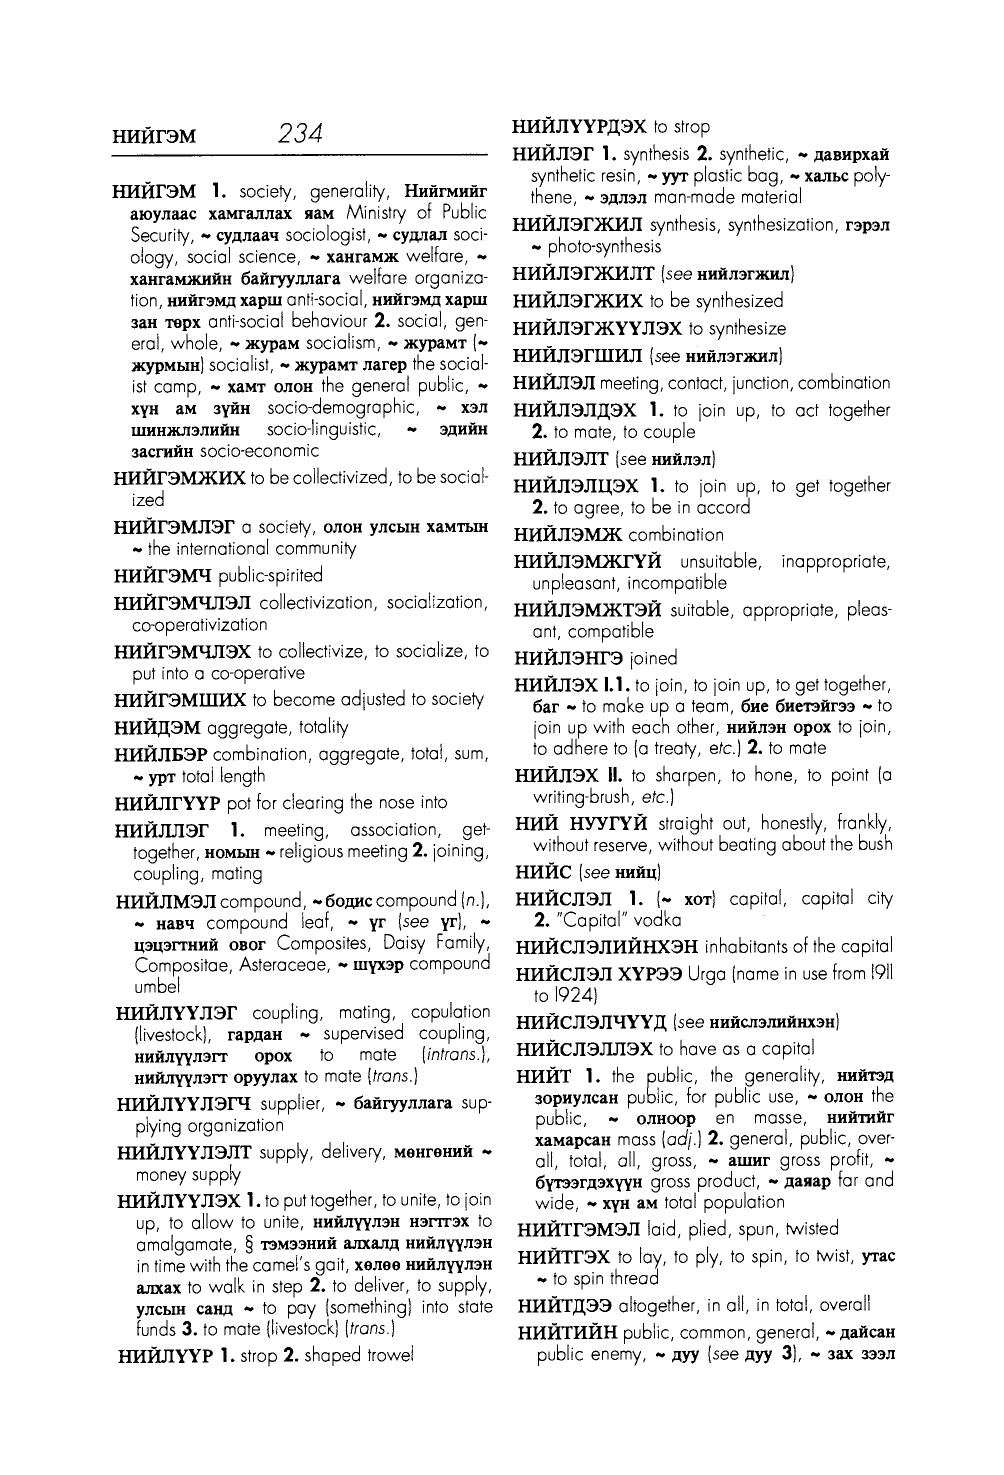 НИЙГЭМ 234
НИЙГЭМ 1. society, generality, Нийгмийг
аюулаас хамгаллах яам Ministry of Public
Security, ~ судлаач sociologist, ~ судлал soci-
ology, social science, ~ хангамж welfare, ~
хангамжийн байгууллага welfare organiza-
tion, нийгэмд харш anti-social, нийгэмд харш
зан төрх anti-social behaviour 2. social, gen-
eral, whole, ~ журам socialism, ~ журамт (~
журмын) socialist, ~ журамт лагер the social-
ist camp, ~ хамт олон the general public, ~
хүн ам зүйн socio-demographic, ~ хэл
шинжлэлийн socio-linguistic, ~ эдийн
засгийн socio-economic
НИЙГЭМЖИХ to be collectivized, to be social-
ized
НИЙГЭМЛЭГ a society, олон улсын хамтын
~ the international community
НИЙГЭМЧ public-spirited
НИЙГЭМЧЛЭЛ collectivization, socialization,
co-operativization
НИЙГЭМЧЛЭХ to collectivize, to socialize, to
put into a co-operative
НИЙГЭМШИХ to become adjusted to society
НИЙДЭМ aggregate, totality
НИЙЛБЭР combination, aggregate, total, sum,
~ урт total length
НИЙЛГҮҮР pot for clearing the nose into
НИЙЛЛЭГ 1. meeting, association, get-
together, номын ~ religious meeting 2. joining,
coupling, mating
НИЙЛМЭЛ compound, ~ бодис compound (n.),
~ навч compound leaf, ~ үг (see үг), ~
цэцэгтний овог Composites, Daisy Family,
Compositae, Asteraceae, ~ шүхэр compound
umbel
НИЙЛҮҮЛЭГ coupling, mating, copulation
(livestock), гардан ~ supervised coupling,
нийлүүлэгт орох to mate (intrans.),
нийлүүлэгт оруулах to mate (trans.)
НИЙЛҮҮЛЭГЧ supplier, ~ байгууллага sup-
plying organization
НИЙЛҮҮЛЭЛТ supply, delivery, мөнгөний ~
money supply
НИЙЛҮҮЛЭХ 1. to put together, to unite, to join
up, to allow to unite, нийлүүлэн нэгтгэх to
amalgamate, § тэмээний алхалд нийлүүлэн
in time with the camel's gait, хөлөө нийлүүлэн
алхах to walk in step 2. to deliver, to supply,
улсын санд ~ to pay (something) into state
funds 3. to mate (livestock) (trans.)
НИЙЛҮҮР 1. strop 2. shaped trowel
НИЙЛҮҮРДЭХ to strop
НИЙЛЭГ 1. synthesis 2. synthetic, ~ давирхай
synthetic resin, ~ уут plastic bag, ~ хальс poly-
thene, ~ эдлэл man-made material
НИЙЛЭГЖИЛ synthesis, synthesization, гэрэл
~ photo-synthesis
НИЙЛЭГЖИЛТ (see нийлэгжил)
НИЙЛЭГЖИХ to be synthesized
НИЙЛЭГЖҮҮЛЭХ to synthesize
НИЙЛЭГШИЛ (see нийлэгжил)
НИЙЛЭЛ meeting, contact, junction, combination
НИЙЛЭЛДЭХ 1. to join up, to act together
2. to mate, to couple
НИЙЛЭЛТ (see нийлэл)
НИЙЛЭЛЦЭХ 1. to join up, to get together
2. to agree, to be in accord
НИЙЛЭМЖ combination
НИЙЛЭМЖГҮЙ unsuitable, inappropriate,
unpleasant, incompatible
НИЙЛЭМЖТЭЙ suitable, appropriate, pleas-
ant, compatible
НИЙЛЭНГЭ joined
НИЙЛЭХ I.1. to join, to join up, to get together,
баг ~ to make up a team, бие биетэйгээ ~ to
join up with each other, нийлэн орох to join,
to adhere to (a treaty, etc.) 2. to mate
НИЙЛЭХ II. to sharpen, to hone, to point (a
writing-brush, etc.)
НИЙ НУУГҮЙ straight out, honestly, frankly,
without reserve, without beating about the bush
НИЙС (see нийц)
НИЙСЛЭЛ 1. (~ хот) capital, capital city
2. "Capital" vodka
НИЙСЛЭЛИЙНХЭН inhabitants of the capital
НИЙСЛЭЛ ХҮРЭЭ Urga (name in use from 1911
to 1924)
НИЙСЛЭЛЧҮҮД (see нийслэлийнхэн)
НИЙСЛЭЛЛЭХ to have as a capital
НИЙТ 1. the public, the generality, нийтэд
зориулсан public, for public use, ~ олон the
public, ~ олноор en masse, нийтийг
хамарсан mass (adj.) 2. general, public, over-
all, total, all, gross, ~ ашиг gross profit, ~
бүтээгдэхүүн gross product, ~ даяар far and
wide, ~ хүн ам total population
НИЙТГЭМЭЛ laid, plied, spun, twisted
НИЙТГЭХ to lay, to ply, to spin, to twist, утас
~ to spin thread
НИЙТДЭЭ altogether, in all, in total, overall
НИЙТИЙН public, common, general, ~ дайсан
public enemy, ~ дуу (see дуу 3), ~ зах зээл